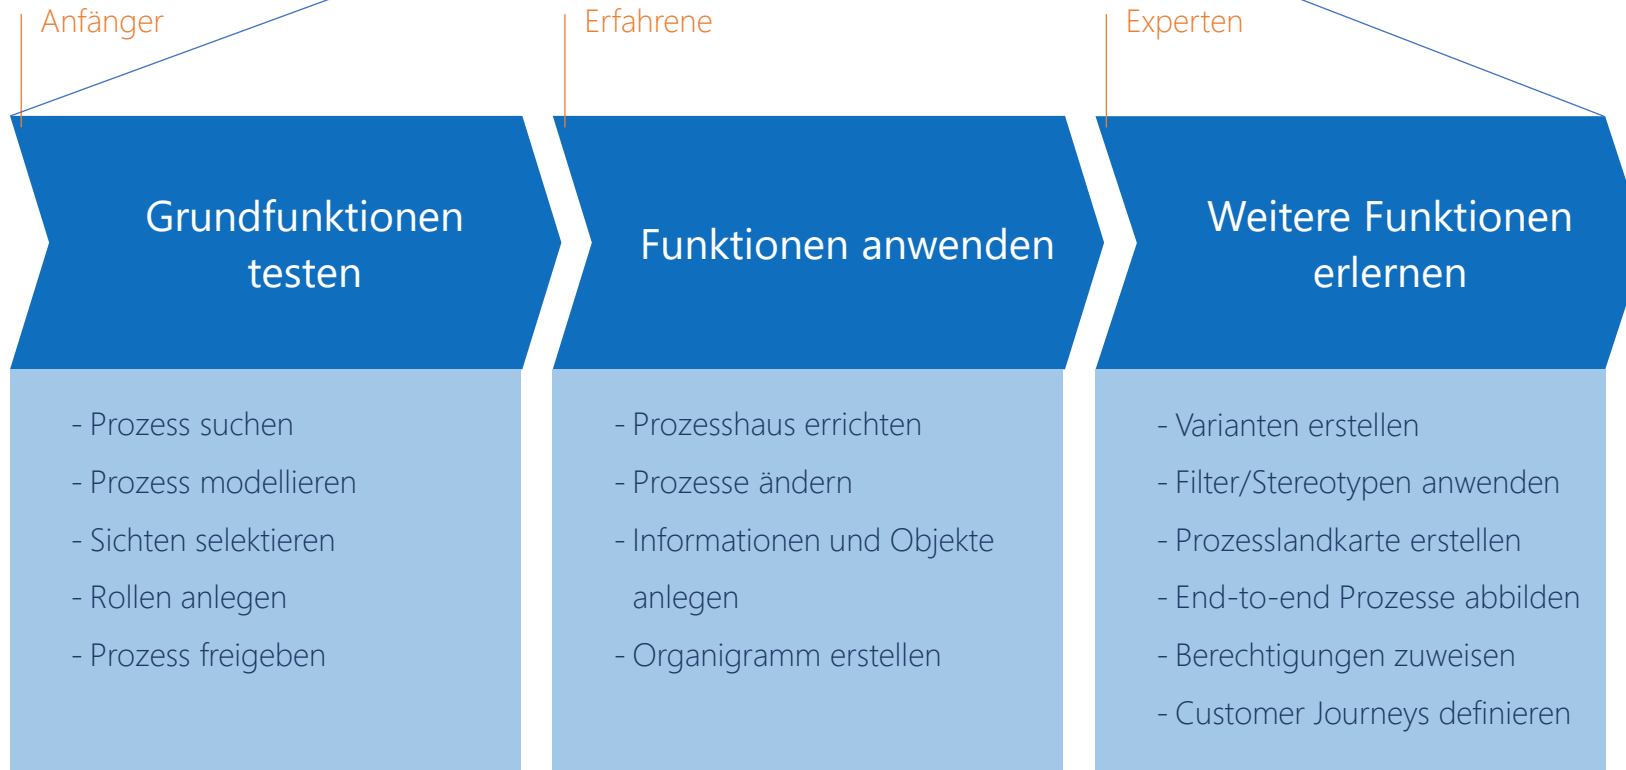 Anfänger
Erfahrene
Experten
Grundfunktionen
testen
Funktionen anwenden
Weitere Funktionen
erlernen
- Prozess suchen
- Prozess modellieren
- Sichten selektieren
- Rollen anlegen
- Prozess freigeben
- Prozesshaus errichten
- Prozesse ändern
- Informationen und Objekte
anlegen
- Organigramm erstellen
- Varianten erstellen
- Filter/Stereotypen anwenden
- Prozesslandkarte erstellen
- End-to-end Prozesse abbilden
- Berechtigungen zuweisen
- Customer Journeys definieren